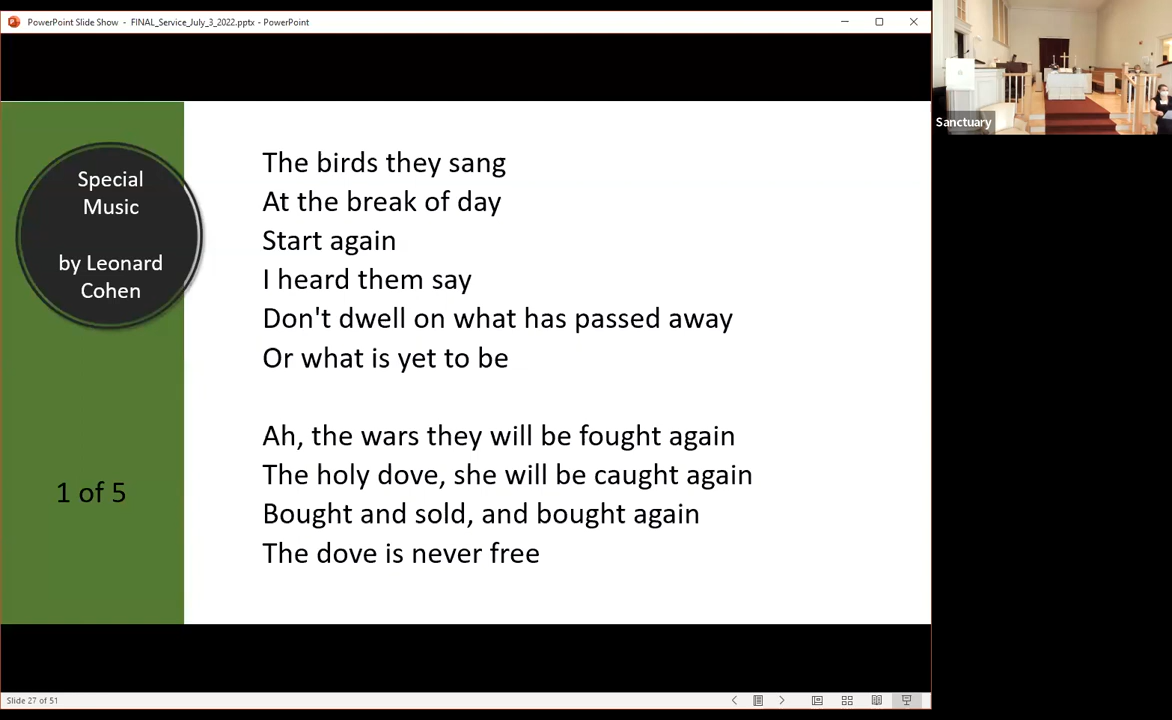 PowerPoint Slide Show - FINAL_Service_July_3_2022.pptx - PowerPoint
Sanctuary
Special
Music
by Leonard
Cohen
1 of 5
The birds they sang
At the break of day
Start again
I heard them say
Don't dwell on what has passed away
Or what is yet to be
Ah, the wars they will be fought again
The holy dove, she will be caught again
Bought and sold, and bought again
The dove is never free
Slide 27 of 51